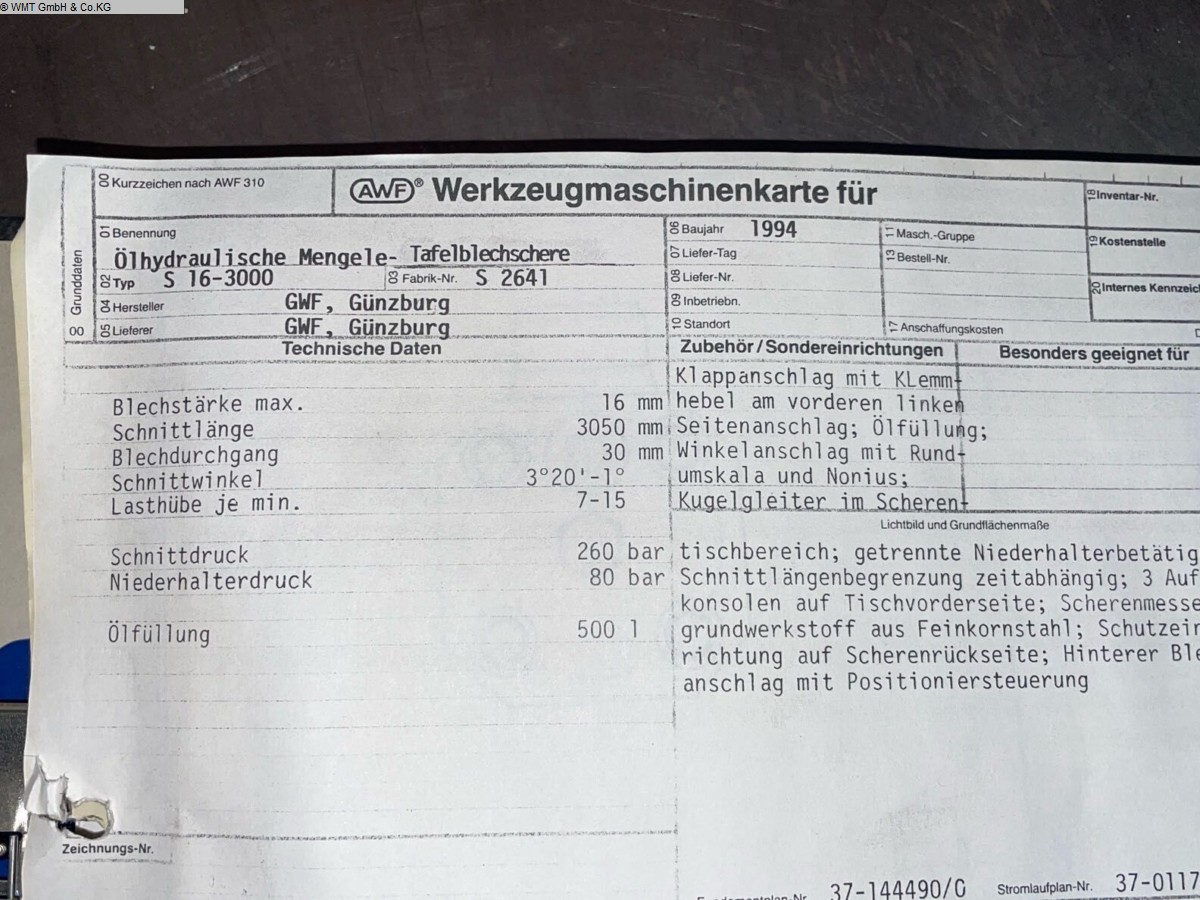 © WMT GmbH & Co.KG
00 Kurzzeichen nach AWF 310
AWF® Werkzeugmaschinenkarte für
18 Inventar-Nr.
Grunddaten
00
01 Benennung
Ölhydraulische Mengele- Tafelblechschere
02 Typ S 16-3000
03 Fabrik-Nr. S 2641
04 Hersteller GWF, Günzburg
05 Lieferer GWF, Günzburg
06 Baujahr 1994
07 Liefer-Tag
08 Liefer-Nr.
09 Inbetriebn.
10 Standort
11 Masch.-Gruppe
Bestell-Nr.
17 Anschaffungskosten
19 Kostenstelle
20 Internes
Technische Daten
Blechstärke max. 16 mm
Schnittlänge 3050 mm
Blechdurchgang 30 mm
Schnittwinkel 3°20'-1°
Lasthübe je min. 7-15
Schnittdruck 260 bar
Niederhalterdruck 80 bar
Ölfüllung 500 l
Zubehör/Sondereinrichtungen
Besonders geeignet für
Klappanschlag mit KLemm-
hebel am vorderen linken
Seitenanschlag; Ölfüllung;
Winkelanschlag mit Rund-
umskala und Nonius;
Kugelgleiter im Scheren-
Lichtbild und Grundflächenmaße
tischbereich; getrennte Niederhalterbetätig
Schnittlängenbegrenzung zeitabhängig; 3 Auf
konsolen auf Tischvorderseite; Scherenmesse
grundwerkstoff aus Feinkornstahl; Schutzein
richtung auf Scherenrückseite; Hinterer Ble
anschlag mit Positioniersteuerung
Zeichnungs-Nr.
37-144490/0
Stromlaufplan-Nr. 37-0117